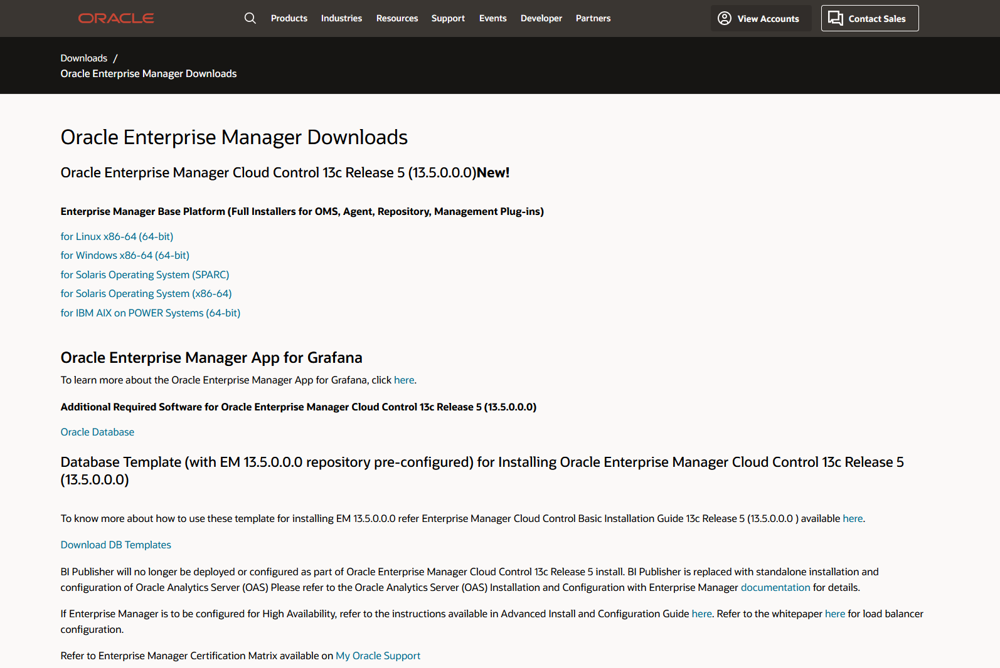 ORACLE
Products Industries Resources Support Events Developer Partners
View Accounts
Contact Sales
Downloads /
Oracle Enterprise Manager Downloads
Oracle Enterprise Manager Downloads
Oracle Enterprise Manager Cloud Control 13c Release 5 (13.5.0.0.0)New!
Enterprise Manager Base Platform (Full Installers for OMS, Agent, Repository, Management Plug-ins)
for Linux x86-64 (64-bit)
for Windows x86-64 (64-bit)
for Solaris Operating System (SPARC)
for Solaris Operating System (x86-64)
for IBM AIX on POWER Systems (64-bit)
Oracle Enterprise Manager App for Grafana
To learn more about the Oracle Enterprise Manager App for Grafana, click here.
Additional Required Software for Oracle Enterprise Manager Cloud Control 13c Release 5 (13.5.0.0.0)
Oracle Database
Database Template (with EM 13.5.0.0.0 repository pre-configured) for Installing Oracle Enterprise Manager Cloud Control 13c Release 5
(13.5.0.0.0)
To know more about how to use these template for installing EM 13.5.0.0.0 refer Enterprise Manager Cloud Control Basic Installation Guide 13c Release 5 (13.5.0.0.0 ) available here.
Download DB Templates
BI Publisher will no longer be deployed or configured as part of Oracle Enterprise Manager Cloud Control 13c Release 5 install. BI Publisher is replaced with standalone installation and
configuration of Oracle Analytics Server (OAS) Please refer to the Oracle Analytics Server (OAS) Installation and Configuration with Enterprise Manager documentation for details.
If Enterprise Manager is to be configured for High Availability, refer to the instructions available in Advanced Install and Configuration Guide here. Refer to the whitepaper here for load balancer
configuration.
Refer to Enterprise Manager Certification Matrix available on My Oracle Support